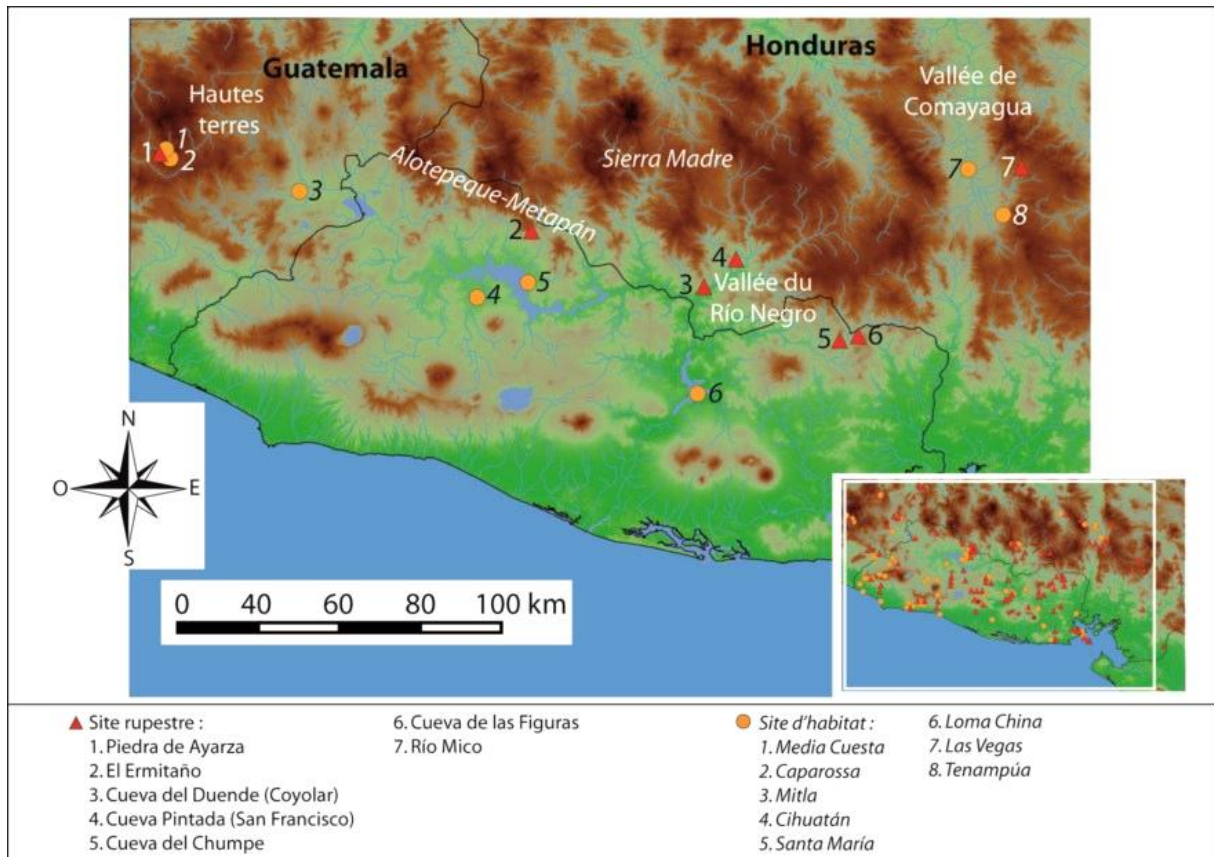 Guatemala
Honduras
Hautes
terres
Vallée de
Comayagua
1
1
2
3
Alotepeque-Metapán
Sierra Madre
7
7
8
2
5
4
4
3
Vallée du
Río Negro
5
6
6
N
O
E
S
0 40 60 80 100 km
Site rupestre :
1. Piedra de Ayarza
2. El Ermitaño
3. Cueva del Duende (Coyolar)
4. Cueva Pintada (San Francisco)
5. Cueva del Chumpe
6. Cueva de las Figuras
7. Río Mico
Site d'habitat :
1. Media Cuesta
2. Caparossa
3. Mitla
4. Cihuatán
5. Santa María
6. Loma China
7. Las Vegas
8. Tenampúa